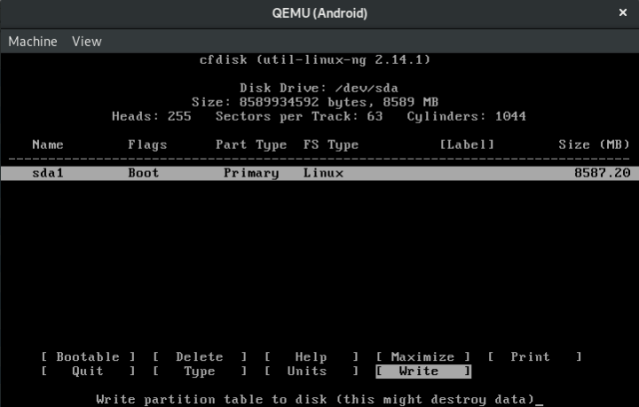 QEMU (Android)
×
Machine View
cfdisk (util-linux-ng 2.14.1)
Disk Drive: /dev/sda
Size: 8589934592 bytes, 8589 MB
Heads: 255 Sectors per Track: 63 Cylinders: 1044
Name Flags Part Type FS Type [Label] Size (MB)
------------------------------------------------------------------------------
sda1 Boot Primary Linux 8587.20
[ Bootable ] [ Delete ] [ Help ] [ Maximize ] [ Print ]
[ Quit ] [ Type ] [ Units ] [ Write ]
Write partition table to disk (this might destroy data)_